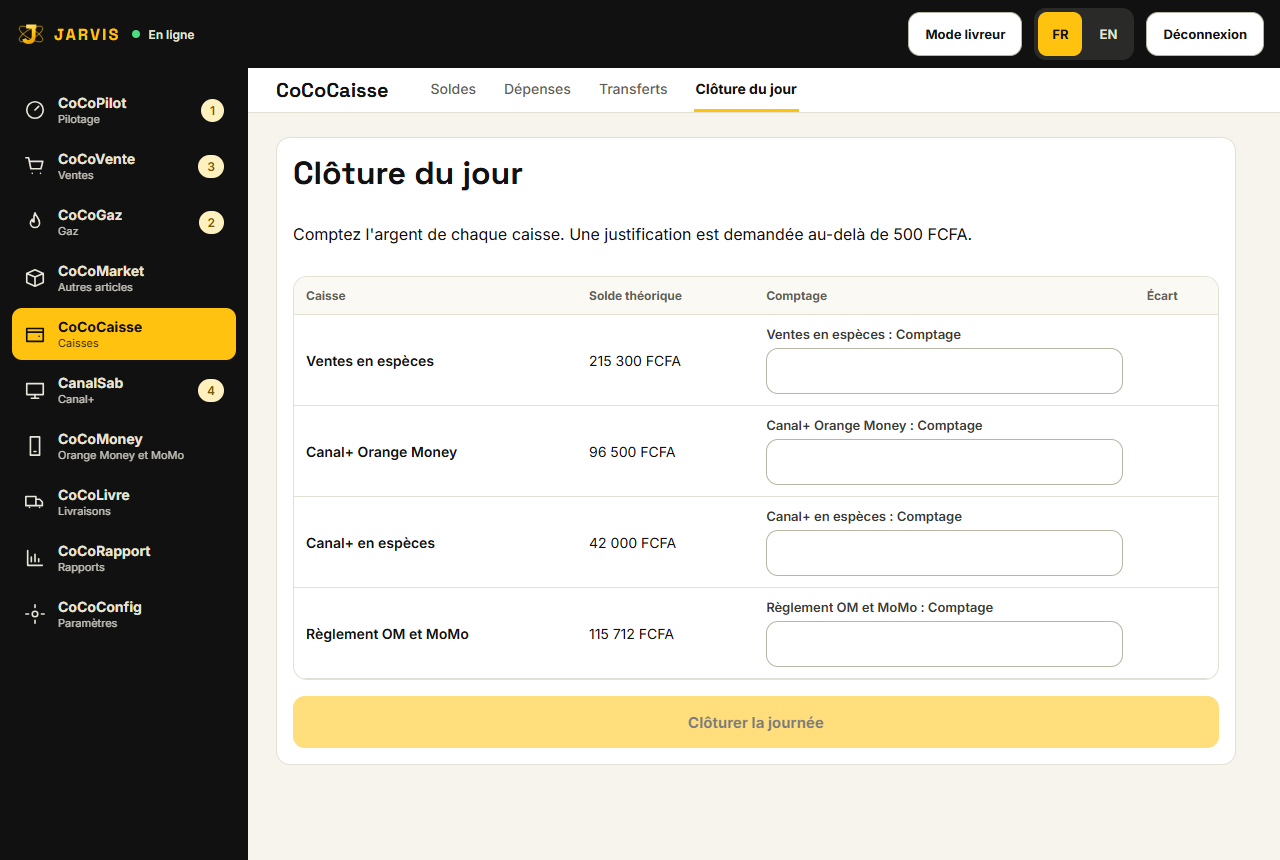 JARVIS
En ligne
Mode livreur
FR
EN
Déconnexion
CoCoPilot
Pilotage
1
CoCoVente
Ventes
3
CoCoGaz
Gaz
2
CoCoMarket
Autres articles
CoCoCaisse
Caisses
CanalSab
Canal+
4
CoCoMoney
Orange Money et MoMo
CoCoLivre
Livraisons
CoCoRapport
Rapports
CoCoConfig
Paramètres
CoCoCaisse
Soldes
Dépenses
Transferts
Clôture du jour
Clôture du jour
Comptez l'argent de chaque caisse. Une justification est demandée au-delà de 500 FCFA.
Caisse
Solde théorique
Comptage
Écart
Ventes en espèces
215 300 FCFA
Ventes en espèces : Comptage
Canal+ Orange Money
96 500 FCFA
Canal+ Orange Money : Comptage
Canal+ en espèces
42 000 FCFA
Canal+ en espèces : Comptage
Règlement OM et MoMo
115 712 FCFA
Règlement OM et MoMo : Comptage
Clôturer la journée